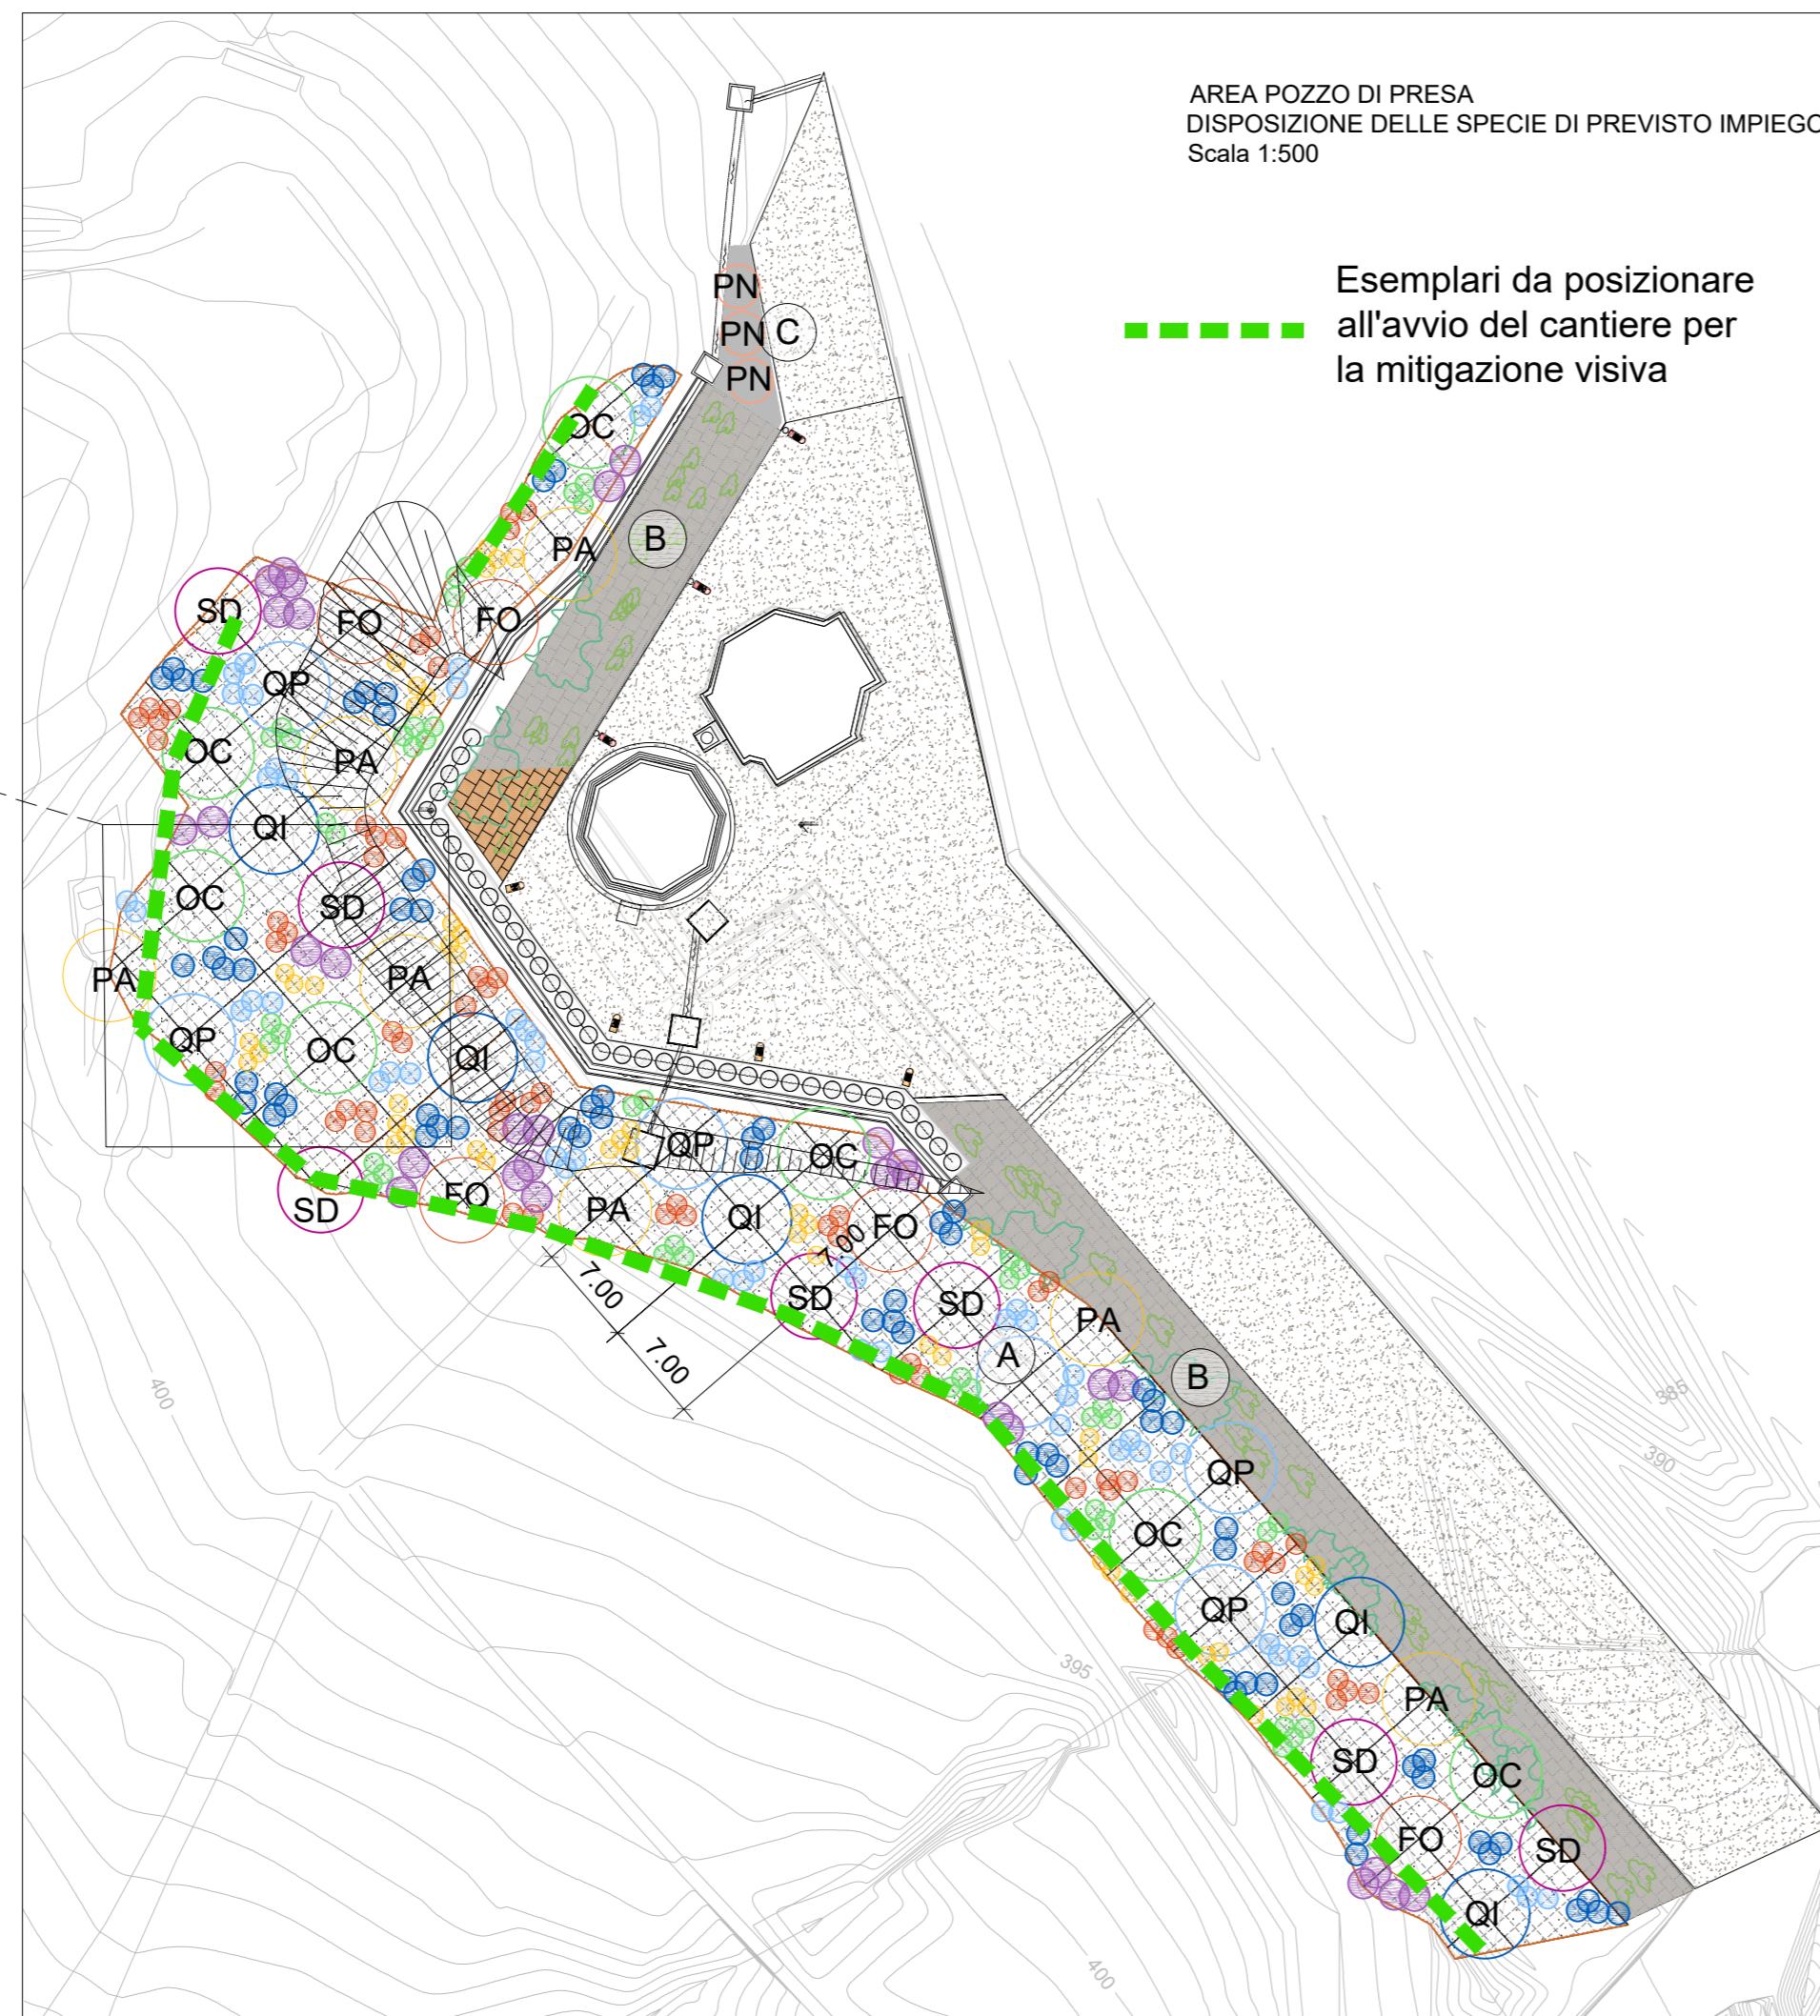 AREA POZZO DI PRESA
DISPOSIZIONE DELLE SPECIE DI PREVISTO IMPIEGO
Scala 1:500
Esemplari da posizionare
all'avvio del cantiere per
la mitigazione visiva
PN
PN C
PN
OC
B
PA
SD FO FO
QP
OC PA
QI
OC SD
PA PA
QP OC QI
QP OC
SD FO PA QI FO
7.00
7.00 SD SD
PA
7.00 A
B
400 385
390
QP
OC
QP QI
395
PA
SD OC
FO SD
QI
400